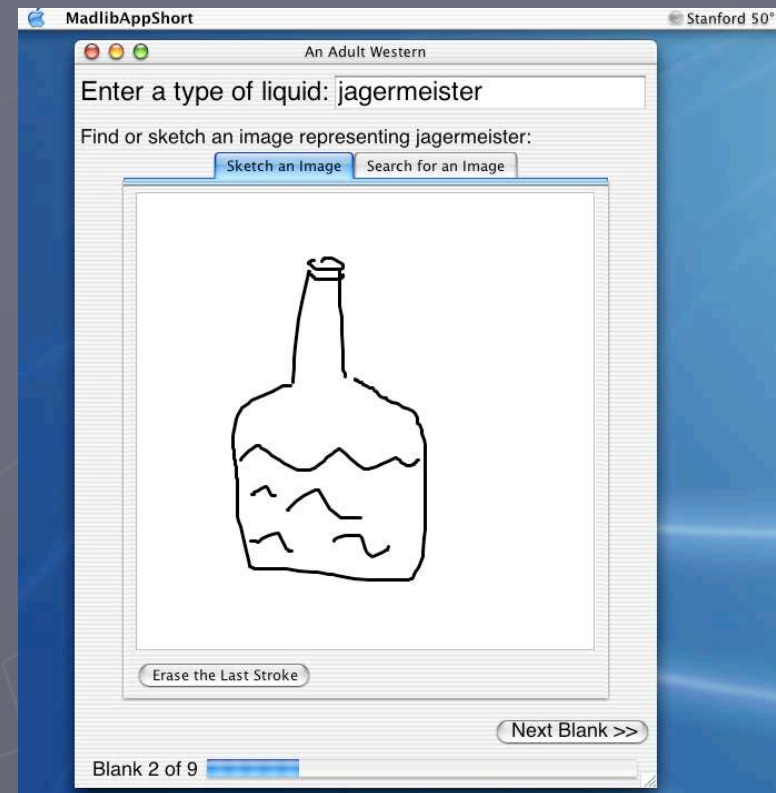 MadlibAppShort
Stanford 50°
An Adult Western
Enter a type of liquid: jagermeister
Find or sketch an image representing jagermeister:
Sketch an Image
Search for an Image
Erase the Last Stroke
Next Blank >>
Blank 2 of 9